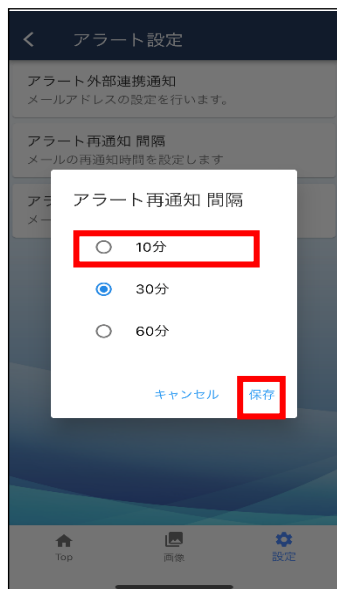 アラート設定
アラート外部連携通知
メールアドレスの設定を行います。
アラート再通知 間隔
メールの再通知時間を設定します
アラ
メー
アラート再通知 間隔
10分
30分
60分
キャンセル
保存
Top
画像
設定